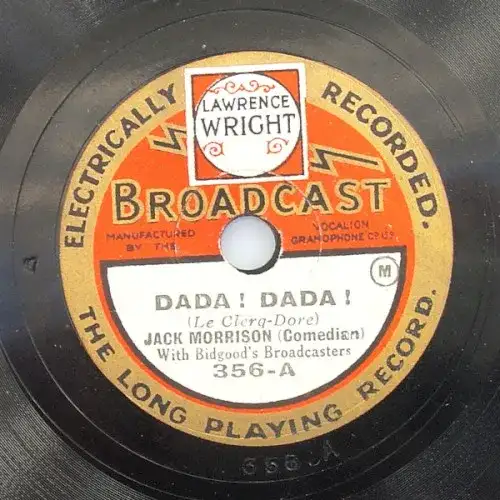 ELECTRICALLY RECORDED.
LAWRENCE
WRIGHT
BROADCAST
MANUFACTURED
BY THE
VOCALION
GRAMOPHONE CO LTD
M
DADA! DADA!
(Le Clerq-Dore)
JACK MORRISON (Comedian)
With Bidgood's Broadcasters
356-A
THE LONG PLAYING RECORD.